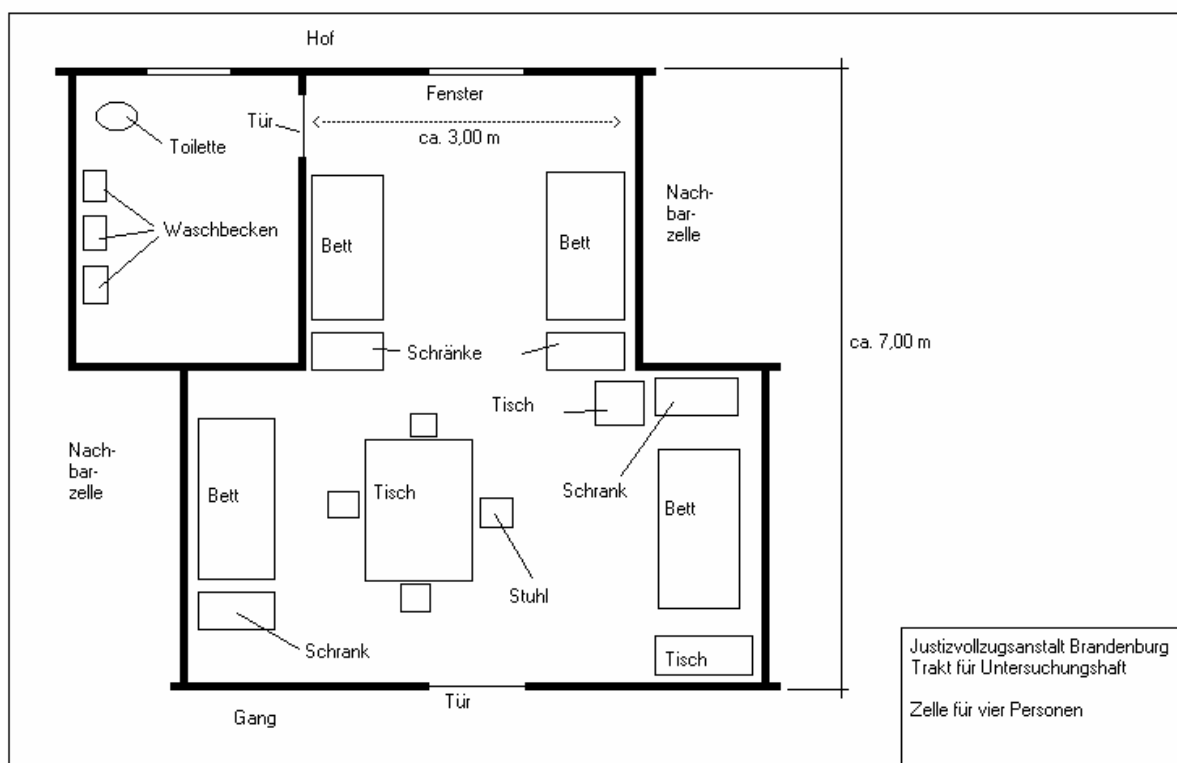 Hof
Fenster
Tür
ca. 3,00 m
Toilette
Waschbecken
Bett
Bett
Nach-
bar-
zelle
Schränke
ca. 7,00 m
Tisch
Nach-
bar-
zelle
Bett
Tisch
Schrank
Bett
Stuhl
Schrank
Tisch
Tür
Gang
Justizvollzugsanstalt Brandenburg
Trakt für Untersuchungshaft
Zelle für vier Personen